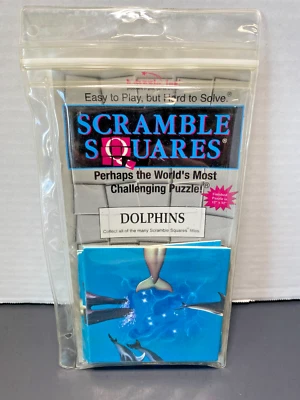 Easy to Play, but Hard to Solve.®
SCRAMBLE
SQUARES®
Perhaps the World's Most
Challenging Puzzle!®
DOLPHINS
Collect all of the many Scramble Squares® titles